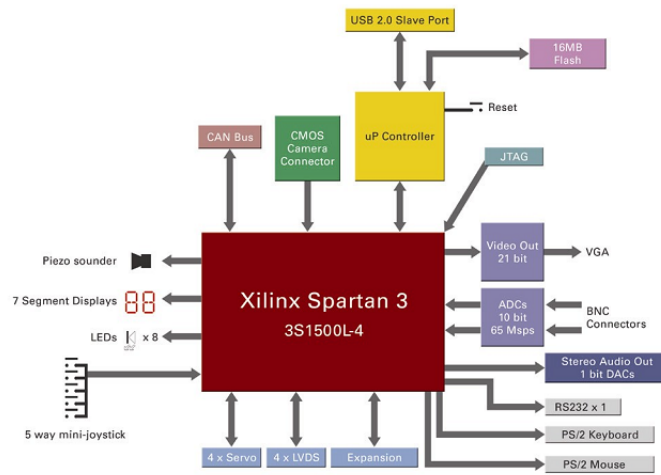 USB 2.0 Slave Port
16MB
Flash
uP Controller
Reset
CAN Bus
CMOS
Camera
Connector
JTAG
Piezo sounder
7 Segment Displays
LEDs
x 8
5 way mini-joystick
Xilinx Spartan 3
3S1500L-4
Video Out
21 bit
VGA
ADCs
10 bit
65 Msps
BNC
Connectors
Stereo Audio Out
1 bit DACs
RS232 x 1
PS/2 Keyboard
PS/2 Mouse
4 x Servo
4 x LVDS
Expansion